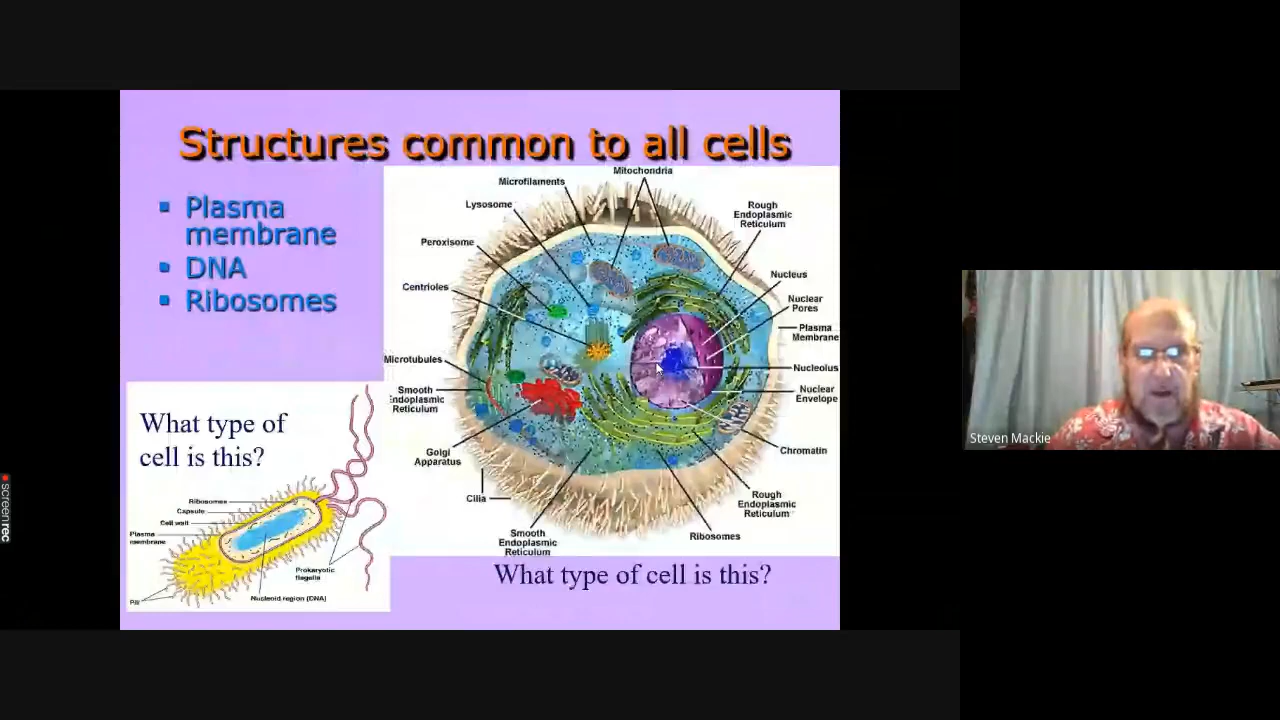 Structures common to all cells
Plasma
membrane
DNA
Ribosomes
Mitochondria
Microfilaments
Lysosome
Rough
Endoplasmic
Reticulum
Peroxisome
Nucleus
Centrioles
Nuclear
Pores
Plasma
Membrane
Microtubules
Nucleolus
Smooth
Endoplasmic
Reticulum
Nuclear
Envelope
Golgi
Apparatus
Chromatin
Cilia
Rough
Endoplasmic
Reticulum
Smooth
Endoplasmic
Reticulum
Ribosomes
What type of
cell is this?
Ribosomes
Capsule
Cell wall
Plasma
membrane
Prokaryotic
flagella
Nucleoid region (DNA)
Pili
What type of cell is this?
Steven Mackie
screenrec